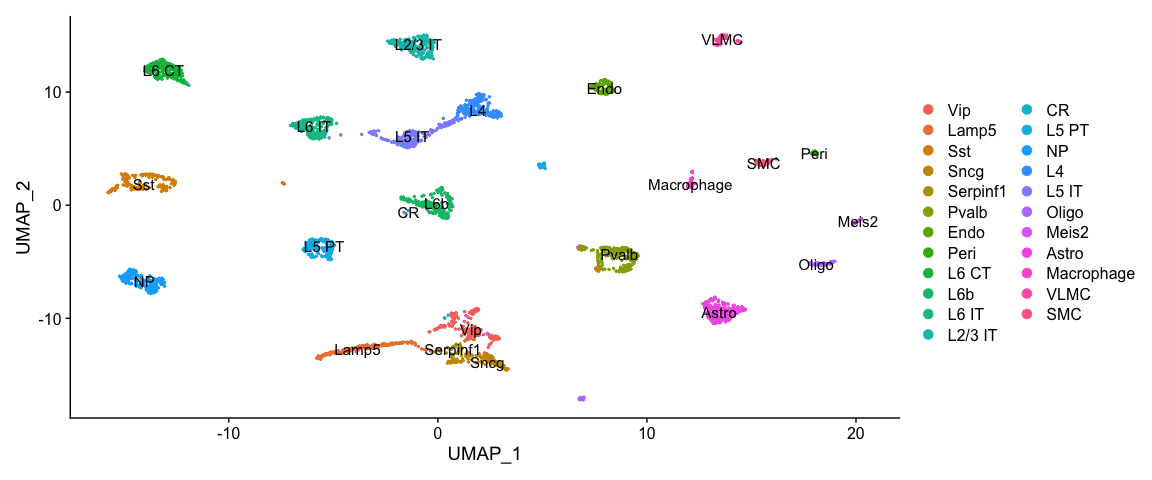 VLMC
L2/3 IT
L6 CT
Endo
L4
L6 IT
L5 IT
Peri
SMC
Sst
Macrophage
L6b
CR
Meis2
L5 PT
Pvalb
Oligo
NP
Astro
Vip
Lamp5
Serpinf1
Sncg
10
0
-10
UMAP_2
-10
0
10
20
UMAP_1
Vip
Lamp5
Sst
Sncg
Serpinf1
Pvalb
Endo
Peri
L6 CT
L6b
L6 IT
L2/3 IT
CR
L5 PT
NP
L4
L5 IT
Oligo
Meis2
Astro
Macrophage
VLMC
SMC